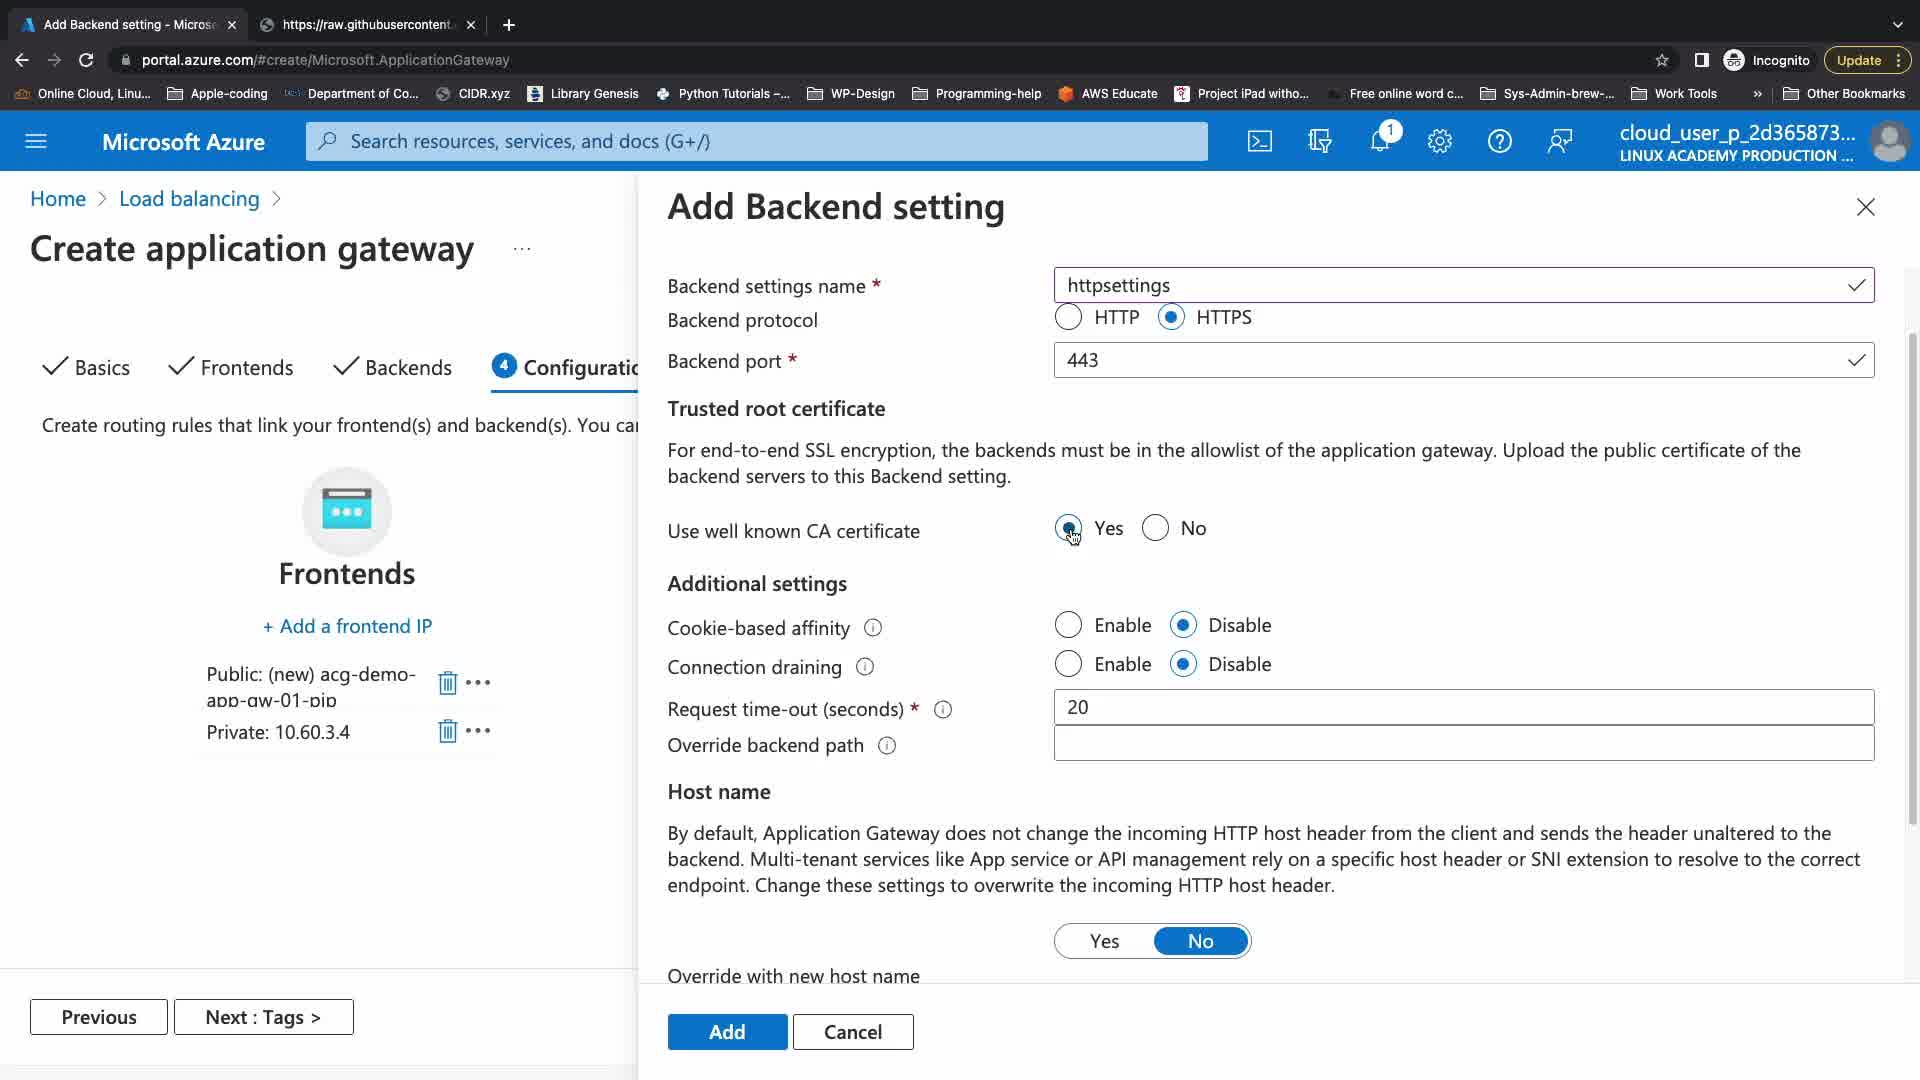 Add Backend setting - Micros
https://raw.githubusercontent.
portal.azure.com/#create/Microsoft.ApplicationGateway
Incognito
Update
Online Cloud, Linu...
Apple-coding
Department of Co...
CIDR.xyz
Library Genesis
Python Tutorials –...
WP-Design
Programming-help
AWS Educate
Project iPad witho...
Free online word c...
Sys-Admin-brew-...
Work Tools
»
Other Bookmarks
Microsoft Azure
Search resources, services, and docs (G+/)
1
cloud_user_p_2d365873...
LINUX ACADEMY PRODUCTION ...
Home > Load balancing >
Create application gateway
...
Basics
Frontends
Backends
4 Configuratio
Create routing rules that link your frontend(s) and backend(s). You ca
Frontends
+ Add a frontend IP
Public: (new) acg-demo-
app-gw-01-pip
Private: 10.60.3.4
Previous
Next : Tags >
Add Backend setting
Backend settings name *
httpsettings
Backend protocol
HTTP
HTTPS
Backend port *
443
Trusted root certificate
For end-to-end SSL encryption, the backends must be in the allowlist of the application gateway. Upload the public certificate of the
backend servers to this Backend setting.
Use well known CA certificate
Yes
No
Additional settings
Cookie-based affinity
Enable
Disable
Connection draining
Enable
Disable
Request time-out (seconds) *
20
Override backend path
Host name
By default, Application Gateway does not change the incoming HTTP host header from the client and sends the header unaltered to the
backend. Multi-tenant services like App service or API management rely on a specific host header or SNI extension to resolve to the correct
endpoint. Change these settings to overwrite the incoming HTTP host header.
Yes
No
Override with new host name
Add
Cancel